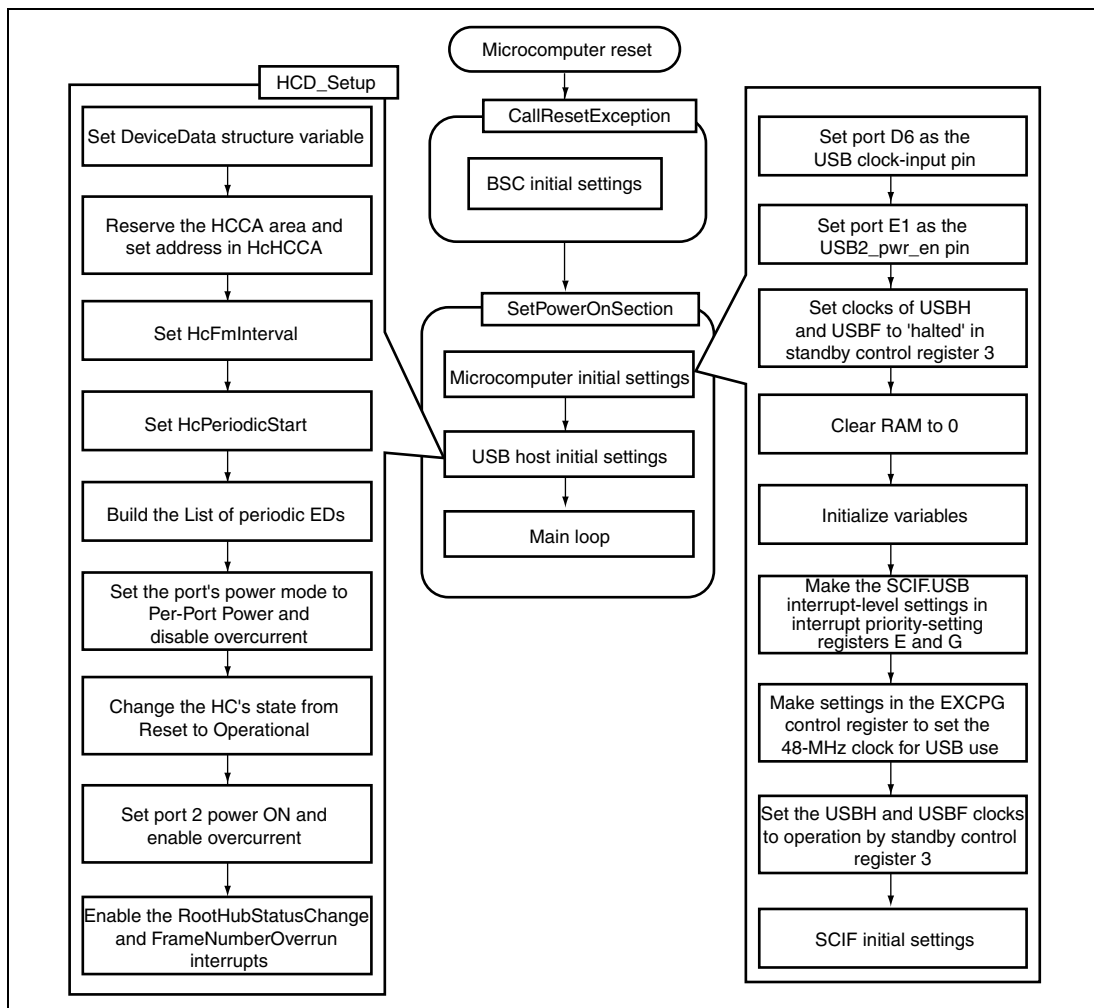 Microcomputer reset
HCD_Setup
Set DeviceData structure variable
Reserve the HCCA area and
set address in HcHCCA
Set HcFmInterval
Set HcPeriodicStart
Build the List of periodic EDs
Set the port's power mode to
Per-Port Power and
disable overcurrent
Change the HC's state from
Reset to Operational
Set port 2 power ON and
enable overcurrent
Enable the RootHubStatusChange
and FrameNumberOverrun
interrupts
CallResetException
BSC initial settings
SetPowerOnSection
Microcomputer initial settings
USB host initial settings
Main loop
Set port D6 as the
USB clock-input pin
Set port E1 as the
USB2_pwr_en pin
Set clocks of USBH
and USBF to 'halted' in
standby control register 3
Clear RAM to 0
Initialize variables
Make the SCIF.USB
interrupt-level settings in
interrupt priority-setting
registers E and G
Make settings in the EXCPG
control register to set the
48-MHz clock for USB use
Set the USBH and USBF clocks
to operation by standby control
register 3
SCIF initial settings